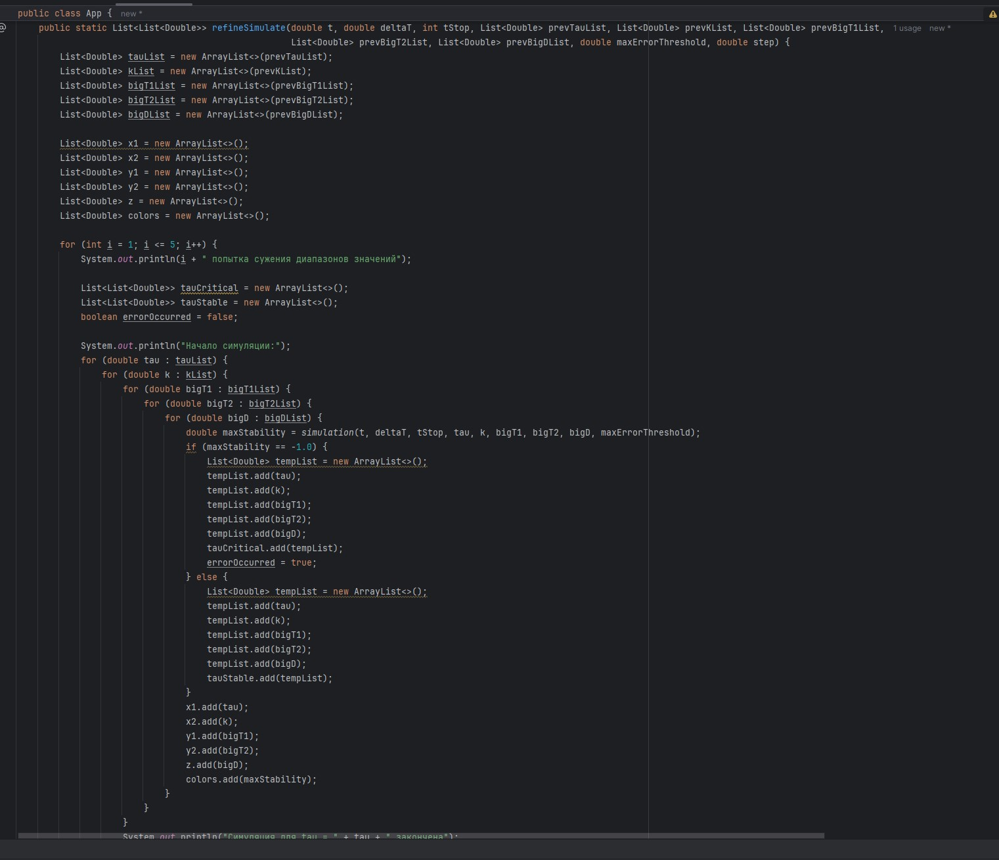 public class App { new *
public static List<List<Double>> refineSimulate(double t, double deltaT, int tStop, List<Double> prevTauList, List<Double> prevKList, List<Double> prevBigT1List, 1 usage new *
List<Double> prevBigT2List, List<Double> prevBigDList, double maxErrorThreshold, double step) {
List<Double> tauList = new ArrayList<>(prevTauList);
List<Double> kList = new ArrayList<>(prevKList);
List<Double> bigT1List = new ArrayList<>(prevBigT1List);
List<Double> bigT2List = new ArrayList<>(prevBigT2List);
List<Double> bigDList = new ArrayList<>(prevBigDList);
List<Double> x1 = new ArrayList<>();
List<Double> x2 = new ArrayList<>();
List<Double> y1 = new ArrayList<>();
List<Double> y2 = new ArrayList<>();
List<Double> z = new ArrayList<>();
List<Double> colors = new ArrayList<>();
for (int i = 1; i <= 5; i++) {
System.out.println(i + " попытка сужения диапазонов значений");
List<List<Double>> tauCritical = new ArrayList<>();
List<List<Double>> tauStable = new ArrayList<>();
boolean errorOccurred = false;
System.out.println("Начало симуляции:");
for (double tau : tauList) {
for (double k : kList) {
for (double bigT1 : bigT1List) {
for (double bigT2 : bigT2List) {
for (double bigD : bigDList) {
double maxStability = simulation(t, deltaT, tStop, tau, k, bigT1, bigT2, bigD, maxErrorThreshold);
if (maxStability == -1.0) {
List<Double> tempList = new ArrayList<>();
tempList.add(tau);
tempList.add(k);
tempList.add(bigT1);
tempList.add(bigT2);
tempList.add(bigD);
tauCritical.add(tempList);
errorOccurred = true;
} else {
List<Double> tempList = new ArrayList<>();
tempList.add(tau);
tempList.add(k);
tempList.add(bigT1);
tempList.add(bigT2);
tempList.add(bigD);
tauStable.add(tempList);
}
x1.add(tau);
x2.add(k);
y1.add(bigT1);
y2.add(bigT2);
z.add(bigD);
colors.add(maxStability);
}
}
}
System.out.println("Симуляция для tau = " + tau + " закончена");